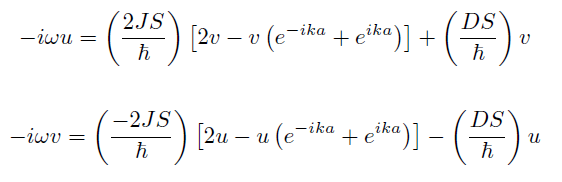 −iωu = (2JS/ħ) [2v − v (e^{−ika} + e^{ika})] + (DS/ħ) v
−iωv = (−2JS/ħ) [2u − u (e^{−ika} + e^{ika})] − (DS/ħ) u